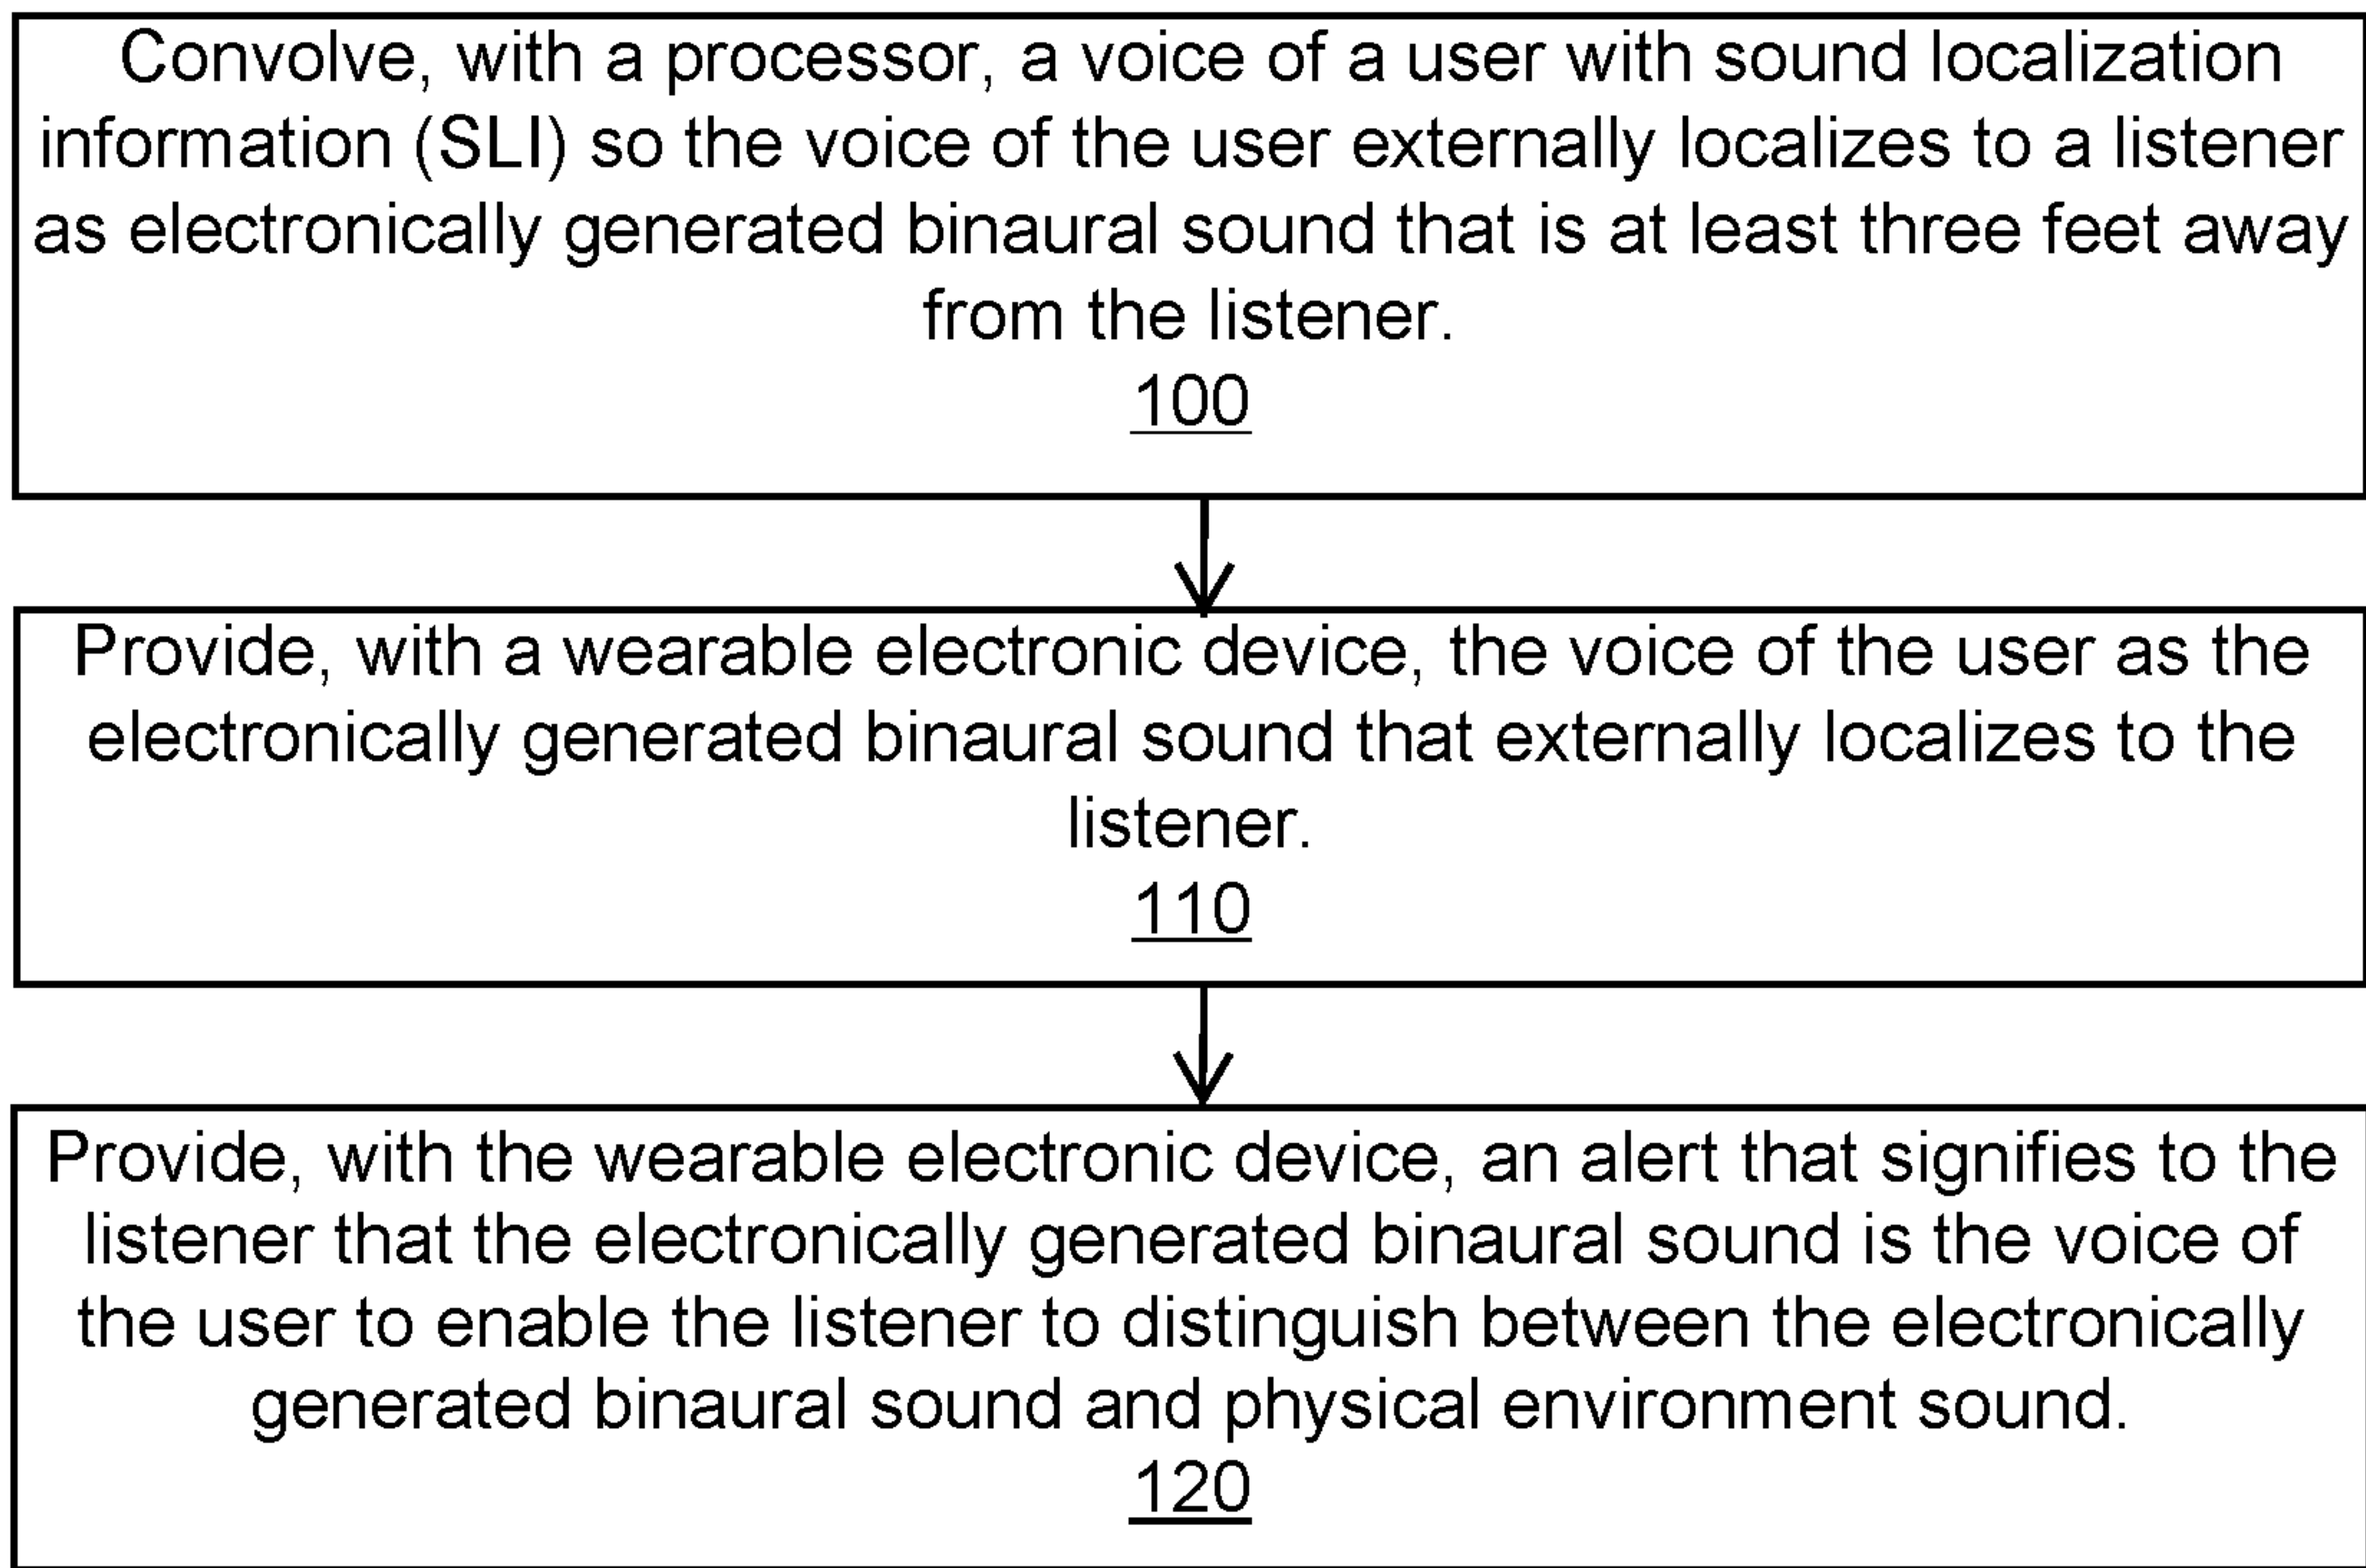 Convolve, with a processor, a voice of a user with sound localization
information (SLI) so the voice of the user externally localizes to a listener
as electronically generated binaural sound that is at least three feet away
from the listener.
100
Provide, with a wearable electronic device, the voice of the user as the
electronically generated binaural sound that externally localizes to the
listener.
110
Provide, with the wearable electronic device, an alert that signifies to the
listener that the electronically generated binaural sound is the voice of
the user to enable the listener to distinguish between the electronically
generated binaural sound and physical environment sound.
120